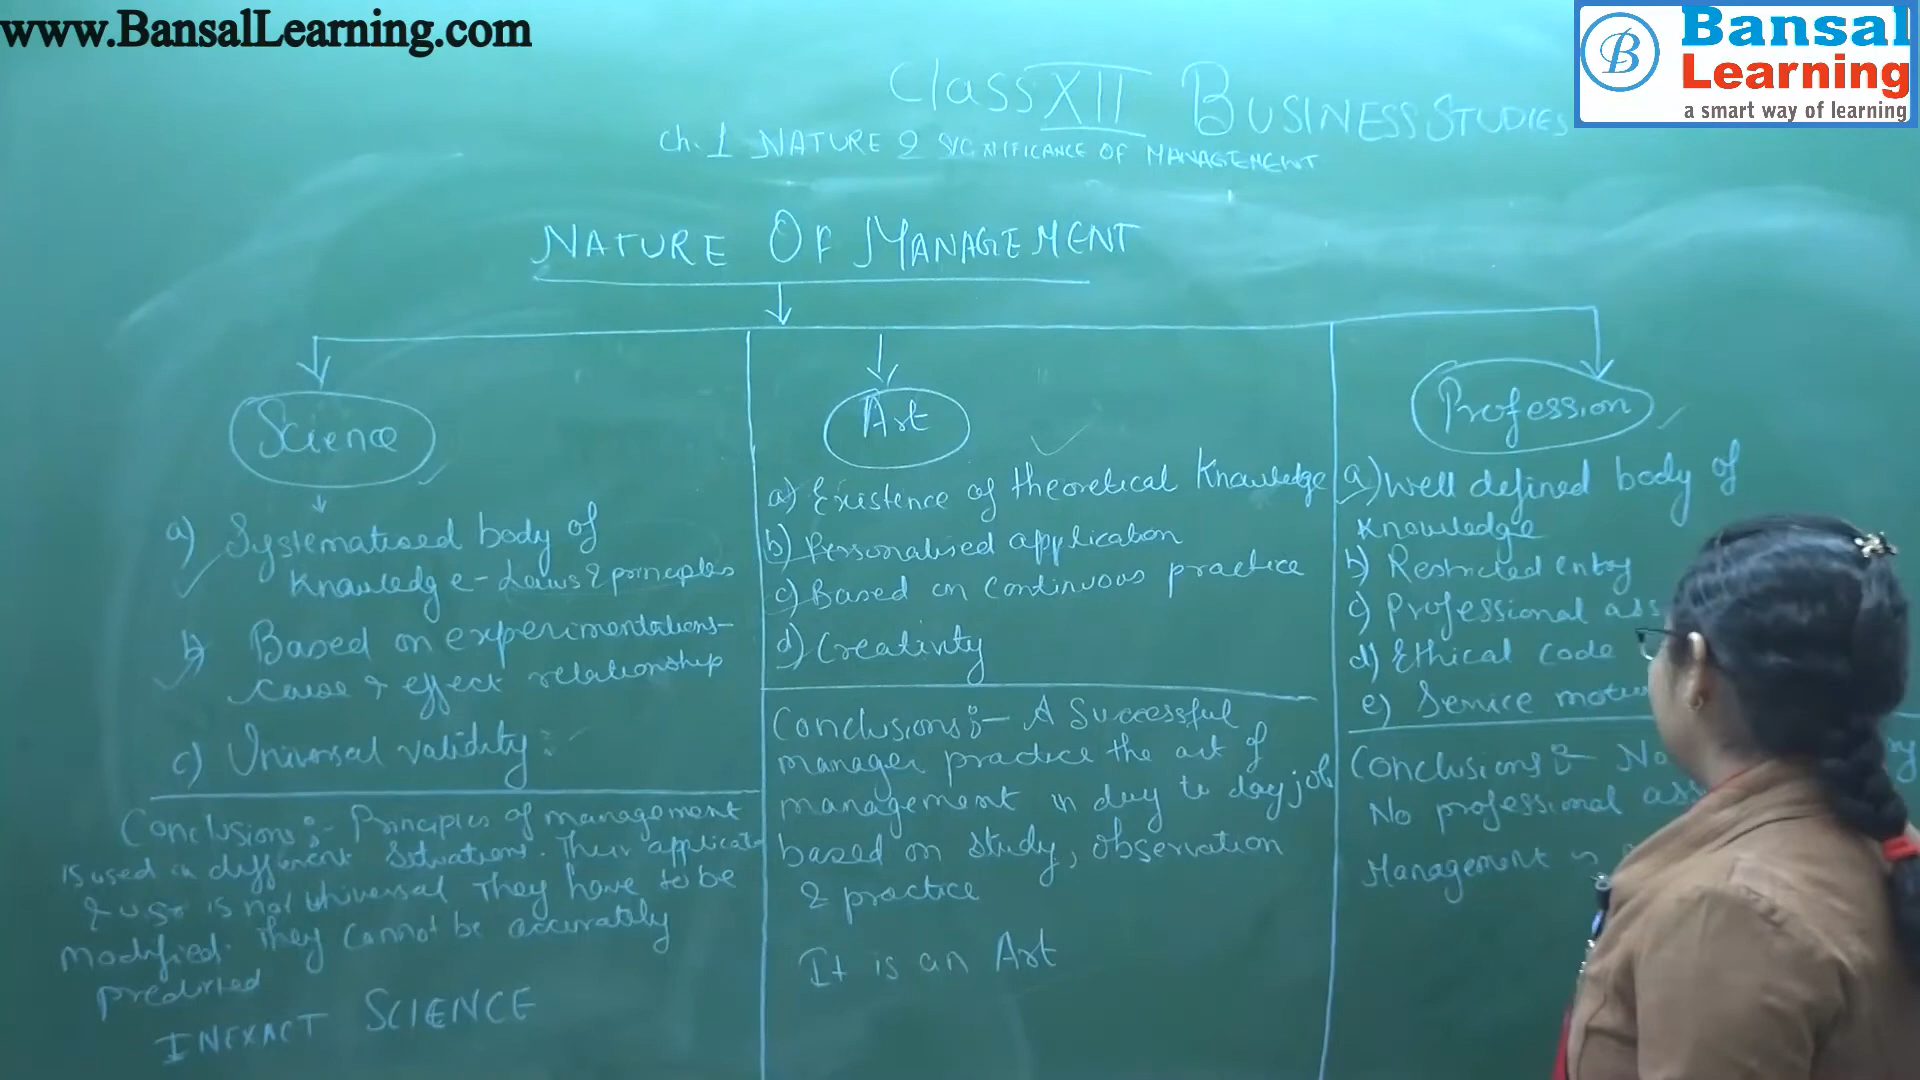 www.BansalLearning.com
Bansal
Learning
a smart way of learning
B
Class XII BUSINESS STUDIES
Ch. 1 NATURE & SIGNIFICANCE OF MANAGEMENT
NATURE OF MANAGEMENT
Science
a) Systematised body of
knowledge - Laws & principles
b) Based on experimentations -
cause & effect relationship
c) Universal validity :
Conclusions :- Principles of management
is used in different situations. Their applicat
& use is not universal They have to be
modified. They cannot be accurately
predicted
INEXACT SCIENCE
Art
a) Existence of theoretical Knowledge
b) Personalised application
c) Based on continuous practice
d) Creativity
Conclusions :- A Successful
manager practice the art of
management in day to day job
based on study, observation
& practice
It is an Art
Profession
a) Well defined body of
Knowledge
b) Restricted entry
c) Professional ass
d) Ethical code
e) Service motive
Conclusions :- No
No professional ass
Management is